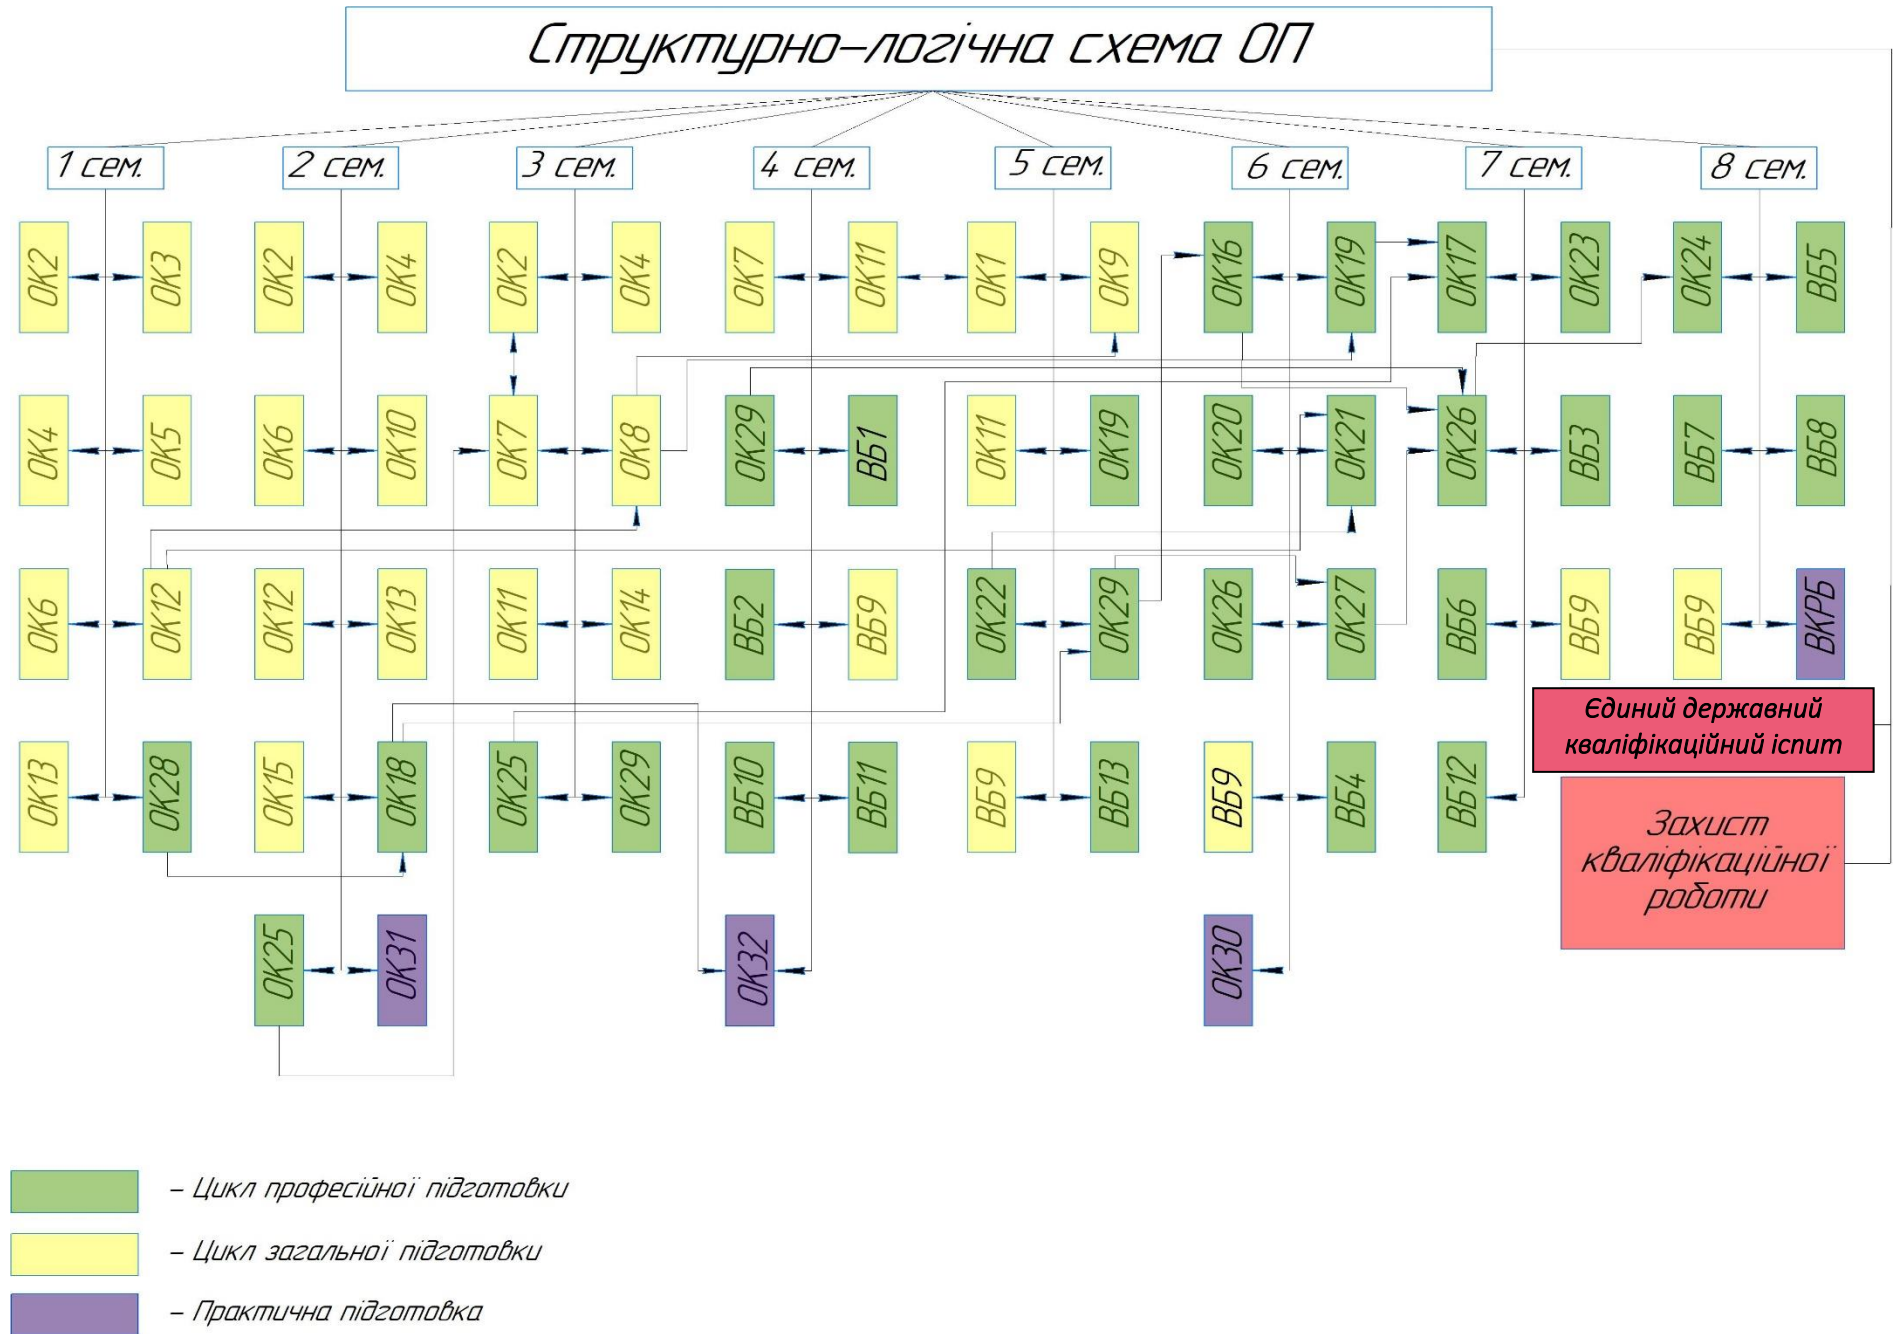 Структурно-логічна схема ОП
1 сем. 2 сем. 3 сем. 4 сем. 5 сем. 6 сем. 7 сем. 8 сем.
ОК2 ОК3 ОК2 ОК4 ОК2 ОК4 ОК7 ОК11 ОК1 ОК9 ОК16 ОК19 ОК17 ОК23 ОК24 ВБ5
ОК4 ОК5 ОК6 ОК10 ОК7 ОК8 ОК29 ВБ1 ОК11 ОК19 ОК20 ОК21 ОК26 ВБ3 ВБ7 ВБ8
ОК6 ОК12 ОК12 ОК13 ОК11 ОК14 ВБ2 ВБ9 ОК22 ОК29 ОК26 ОК27 ВБ6 ВБ9 ВБ9 ВКРБ
Єдиний державний
кваліфікаційний іспит
ОК13 ОК28 ОК15 ОК18 ОК25 ОК29 ВБ10 ВБ11 ВБ9 ВБ13 ВБ9 ВБ4 ВБ12
Захист
кваліфікаційної
роботи
ОК25 ОК31 ОК32 ОК30
– Цикл професійної підготовки
– Цикл загальної підготовки
– Практична підготовка